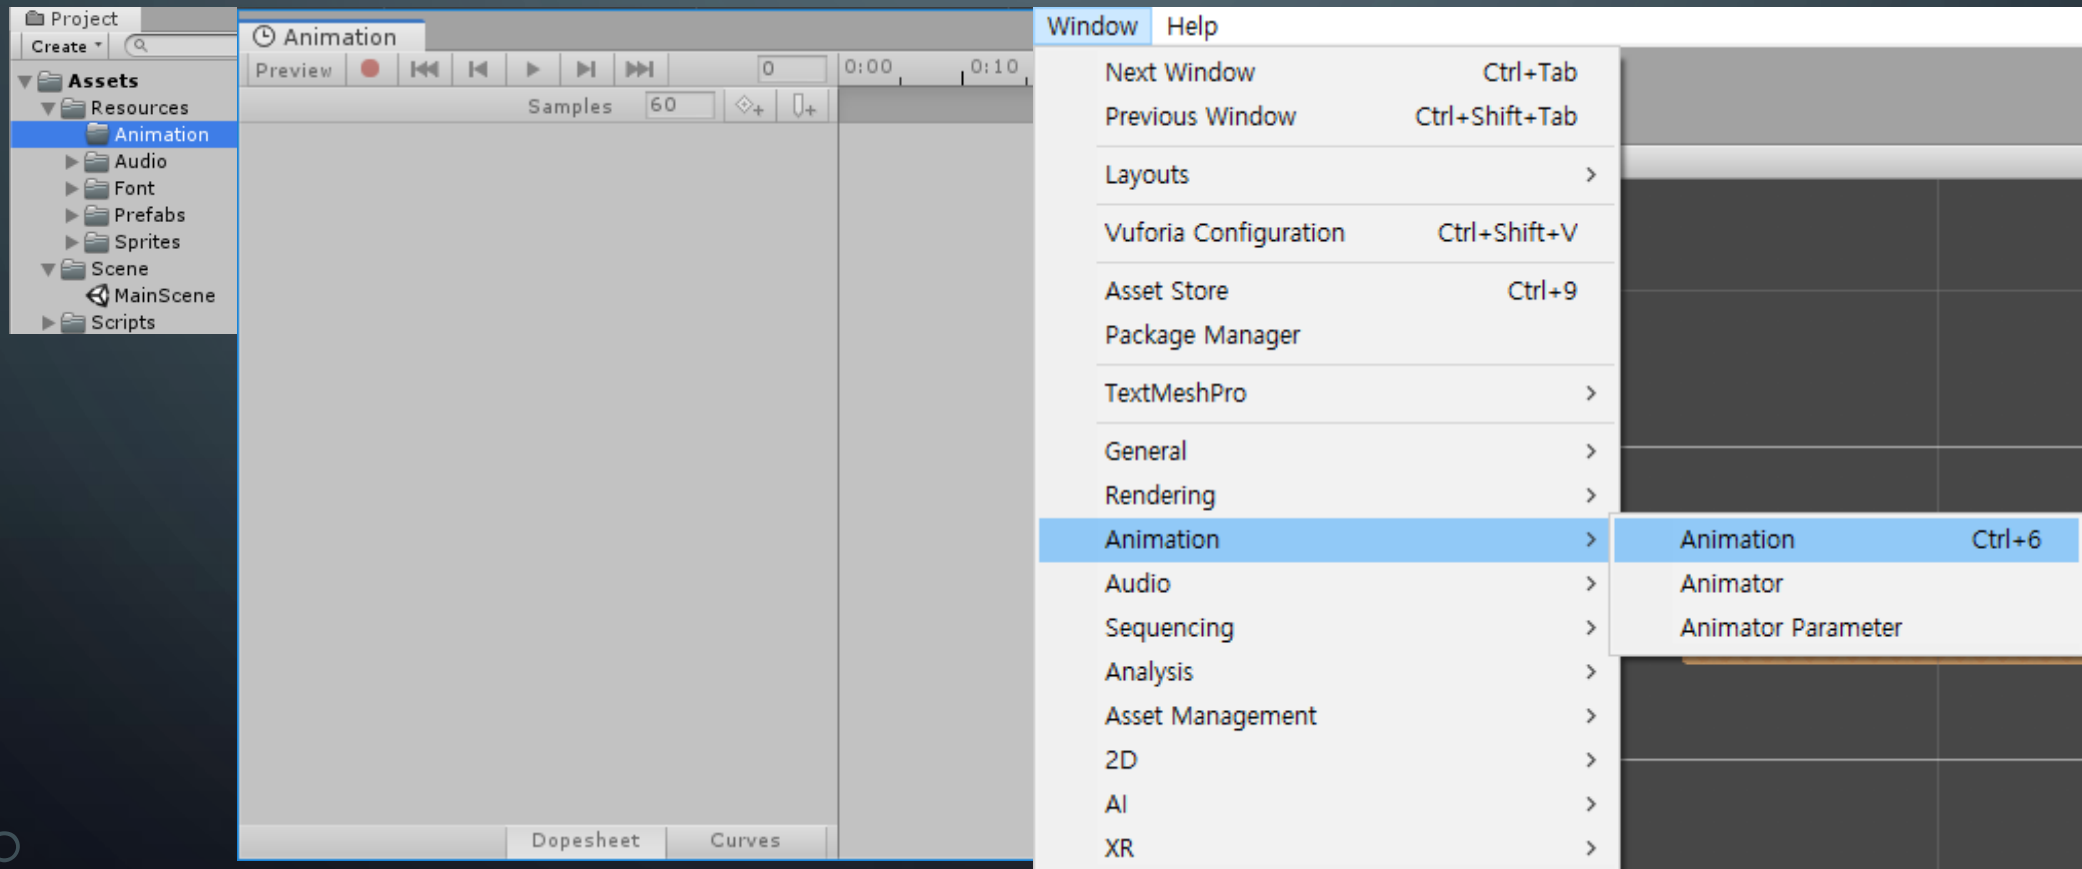 Project
Create
Assets
Resources
Animation
Audio
Font
Prefabs
Sprites
Scene
MainScene
Scripts
Animation
Preview 0 0:00 0:10
Samples 60
Dopesheet Curves
Window Help
Next Window Ctrl+Tab
Previous Window Ctrl+Shift+Tab
Layouts
Vuforia Configuration Ctrl+Shift+V
Asset Store Ctrl+9
Package Manager
TextMeshPro
General
Rendering
Animation
Audio
Sequencing
Analysis
Asset Management
2D
AI
XR
Animation Ctrl+6
Animator
Animator Parameter